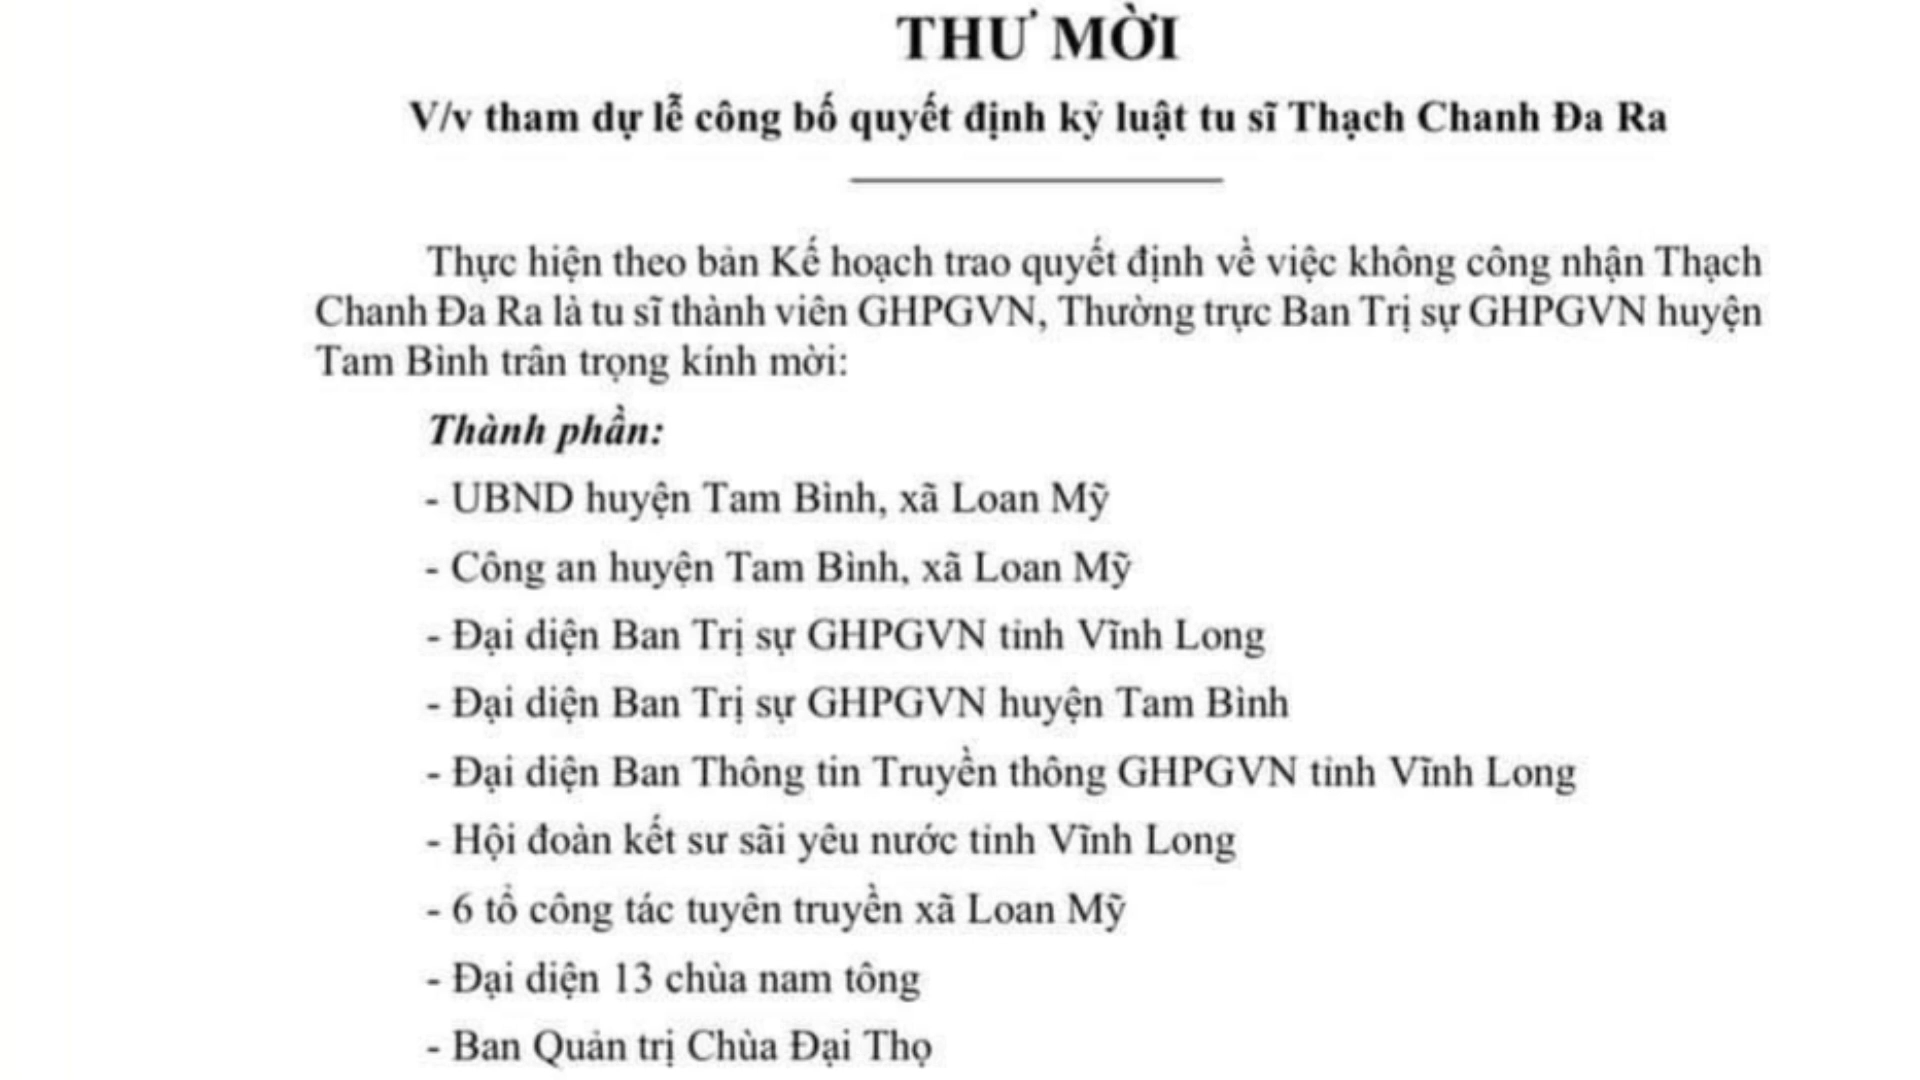 THƯ MỜI
V/v tham dự lễ công bố quyết định kỷ luật tu sĩ Thạch Chanh Đa Ra
Thực hiện theo bản Kế hoạch trao quyết định về việc không công nhận Thạch
Chanh Đa Ra là tu sĩ thành viên GHPGVN, Thường trực Ban Trị sự GHPGVN huyện
Tam Bình trân trọng kính mời:
Thành phần:
- UBND huyện Tam Bình, xã Loan Mỹ
- Công an huyện Tam Bình, xã Loan Mỹ
- Đại diện Ban Trị sự GHPGVN tỉnh Vĩnh Long
- Đại diện Ban Trị sự GHPGVN huyện Tam Bình
- Đại diện Ban Thông tin Truyền thông GHPGVN tỉnh Vĩnh Long
- Hội đoàn kết sư sãi yêu nước tỉnh Vĩnh Long
- 6 tổ công tác tuyên truyền xã Loan Mỹ
- Đại diện 13 chùa nam tông
- Ban Quản trị Chùa Đại Thọ